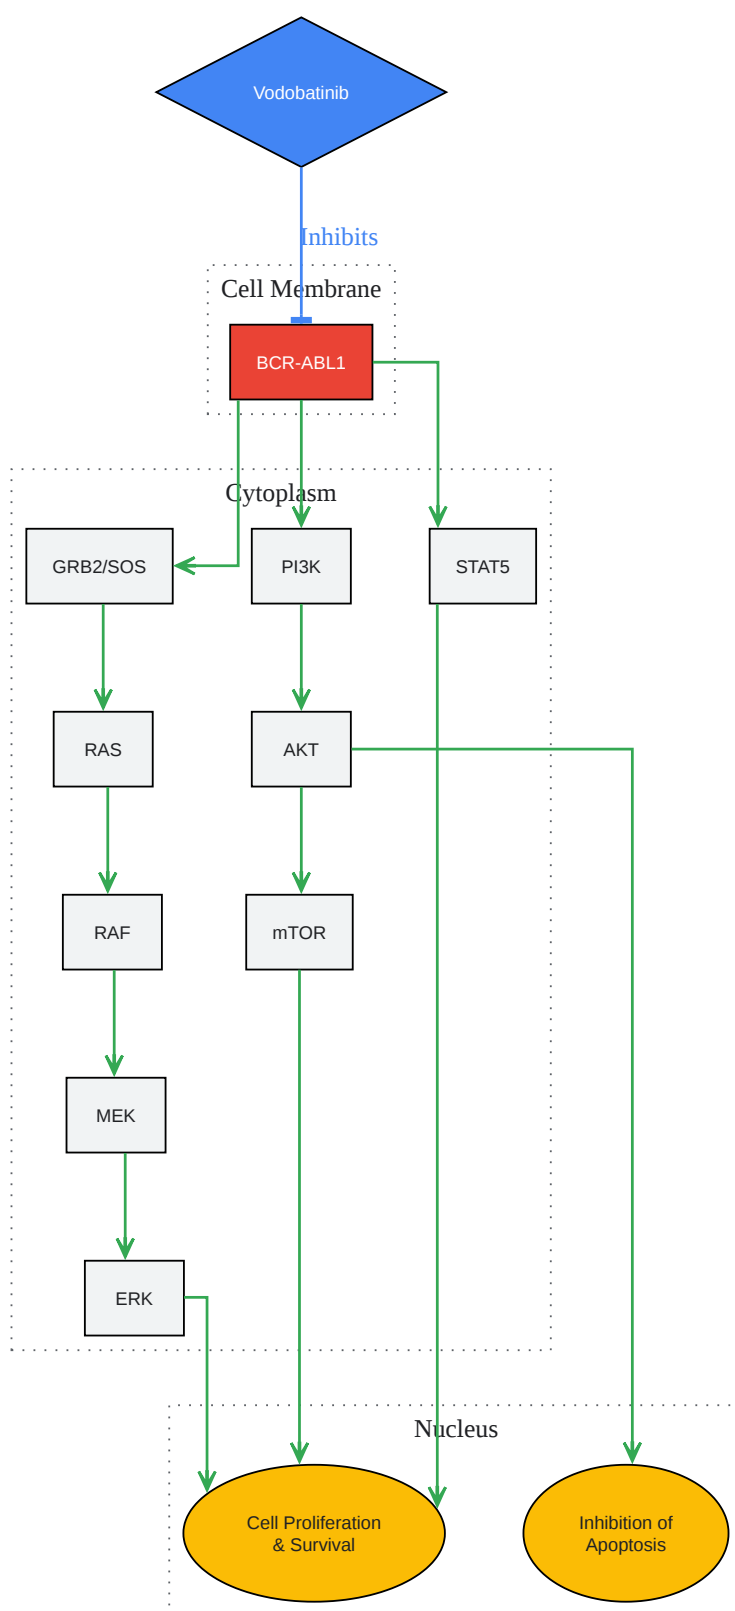 Vodobatinib
Inhibits
Cell Membrane
BCR-ABL1
Cytoplasm
GRB2/SOS
PI3K
STAT5
RAS
AKT
RAF
mTOR
MEK
ERK
Nucleus
Cell Proliferation
& Survival
Inhibition of
Apoptosis